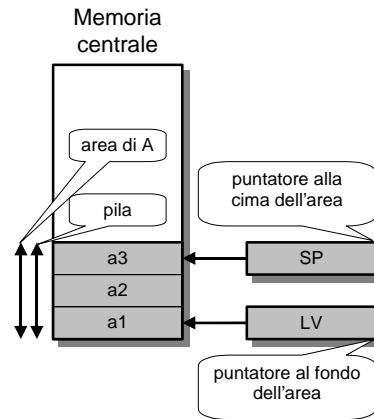 Memoria
centrale
area di A
pila
puntatore alla
cima dell'area
a3
SP
a2
a1
LV
puntatore al fondo
dell'area